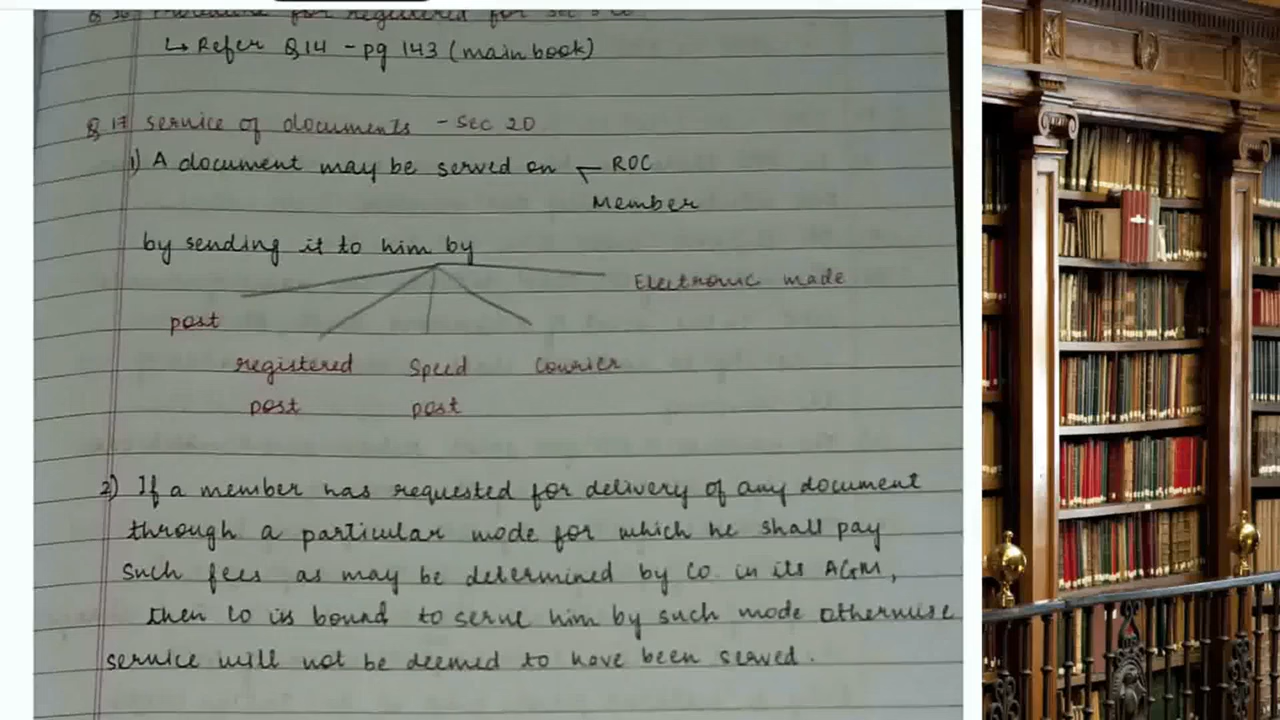 ↳ Refer Q14 - pg 143 (main book)
Q 17 service of documents - Sec 20
1) A document may be served on ROC
Member
by sending it to him by
Electronic made
post
registered speed courier
post post
2) If a member has requested for delivery of any document
through a particular mode for which he shall pay
such fees as may be determined by Co. in its AGM,
then Co is bound to serve him by such mode otherwise
service will not be deemed to have been served.